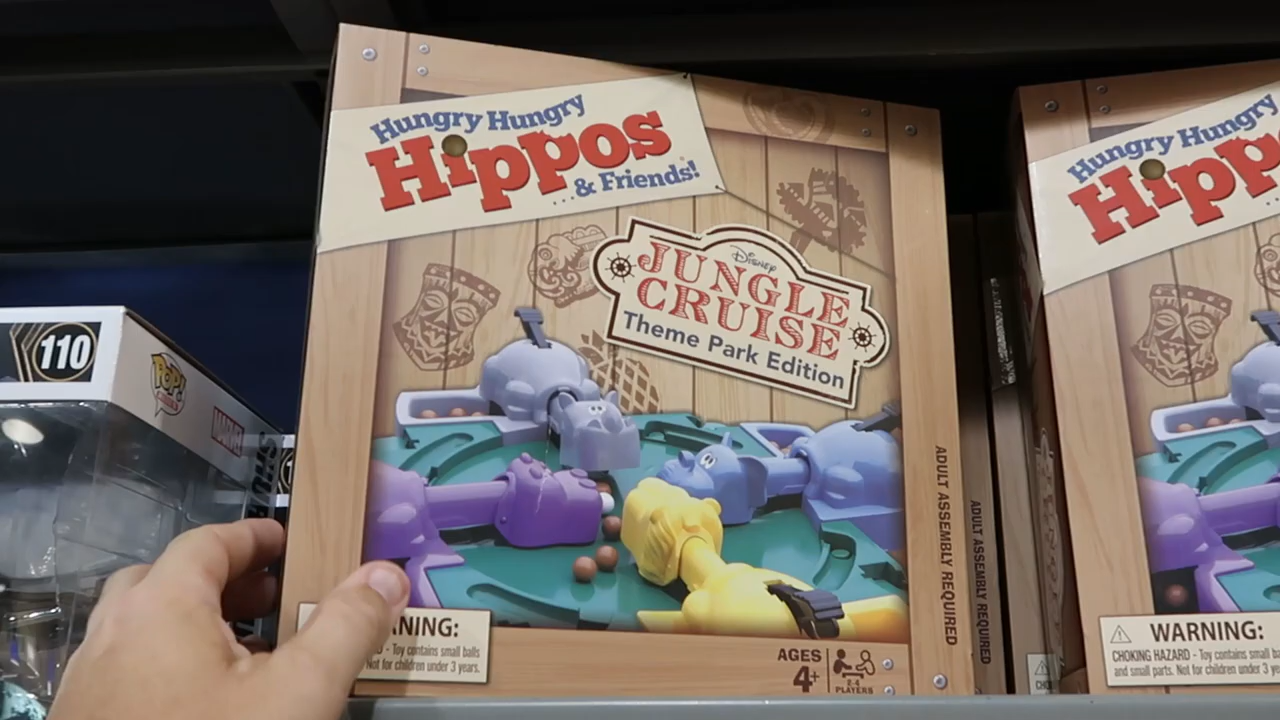 Hungry Hungry
Hippos
...& Friends!
Disney
JUNGLE
CRUISE
Theme Park Edition
ADULT ASSEMBLY REQUIRED
ADULT ASSEMBLY REQUIRED
NING:
- Toy contains small balls
Not for children under 3 years.
AGES
4+
2-4
PLAYERS
110
POP!
MARVEL
Hungry Hungry
Hipp
WARNING:
CHOKING HAZARD - Toy contains small ba
and small parts. Not for children under 3 ye